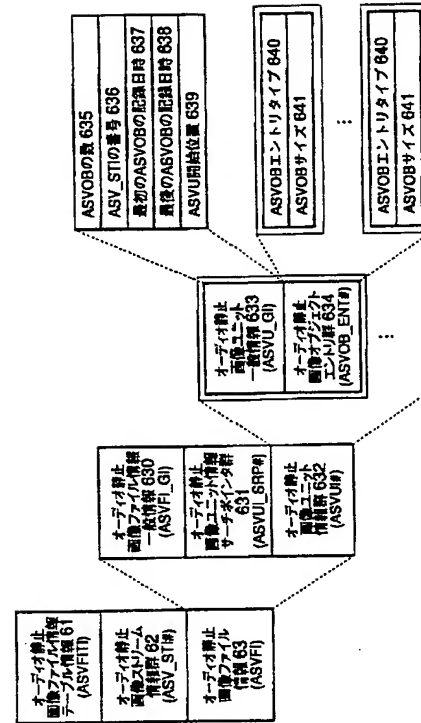 オーディオ静止
画像ファイル情報
テーブル情報 61
(ASVFITI)
オーディオ静止
画像ストリーム
情報群 62
(ASV_STI#)
オーディオ静止
画像ファイル
情報 63
(ASVFI)
オーディオ静止
画像ファイル情報
一般情報 630
(ASVFI_GI)
オーディオ静止
画像ユニット情報
サーチポインタ群
631
(ASVUI_SRP#)
オーディオ静止
画像ユニット
情報群 632
(ASVUI#)
オーディオ静止
画像ユニット
一般情報 633
(ASVU_GI)
オーディオ静止
画像オブジェクト
エントリ群 634
(ASVOB_ENT#)
⋮
ASVOBの数 635
ASV_STIの番号 636
最初のASVOBの記録日時 637
最後のASVOBの記録日時 638
ASVU開始位置 639
ASVOBエントリタイプ 640
ASVOBサイズ 641
⋮
ASVOBエントリタイプ 640
ASVOBサイズ 641